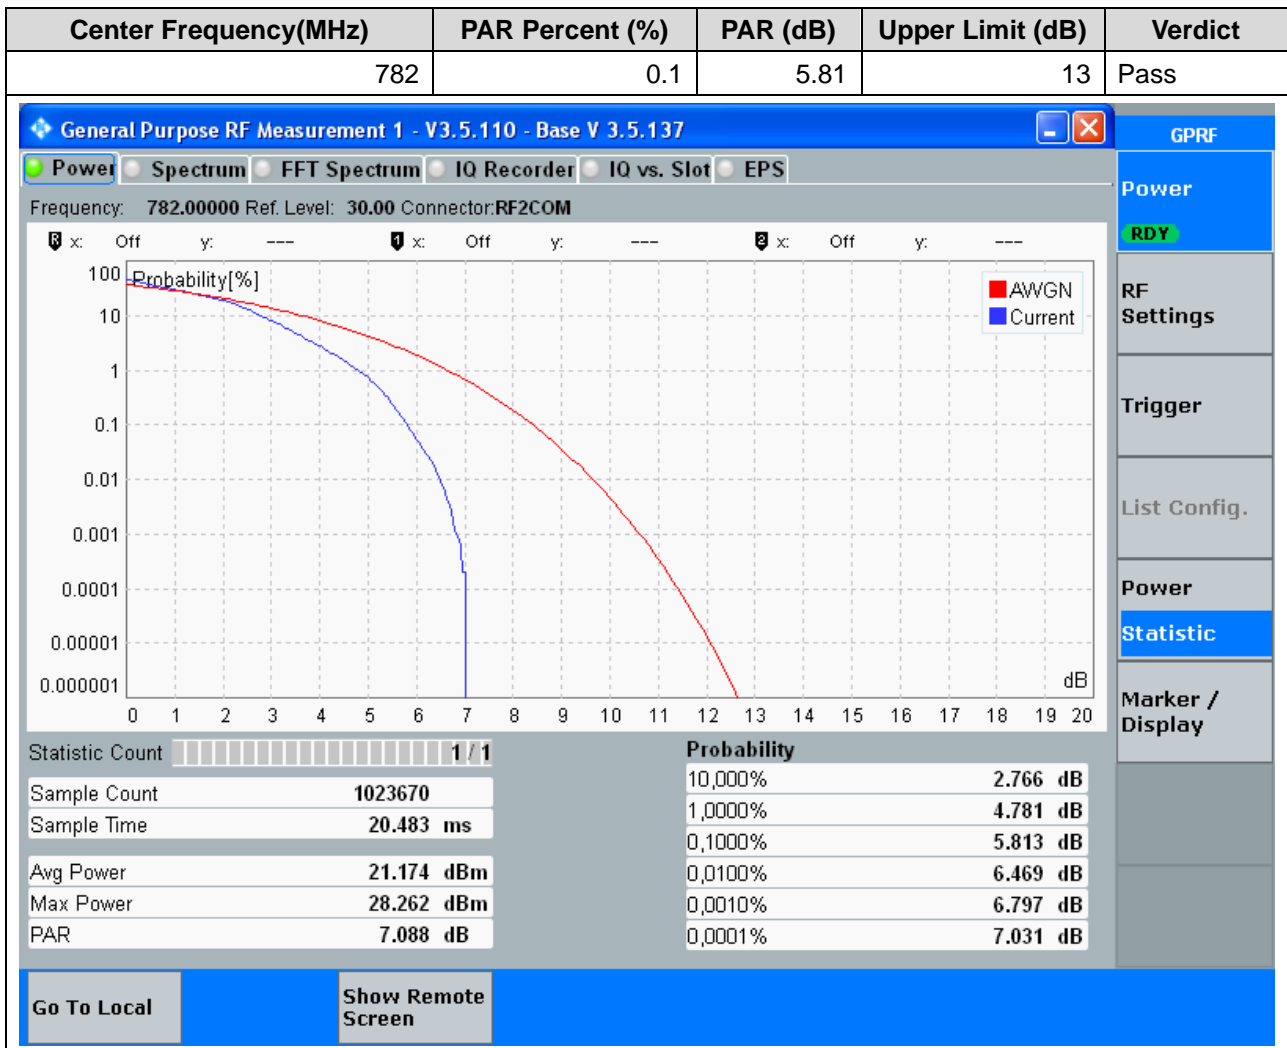 Center Frequency(MHz) PAR Percent (%) PAR (dB) Upper Limit (dB) Verdict
782 0.1 5.81 13 Pass
General Purpose RF Measurement 1 - V3.5.110 - Base V 3.5.137
GPRF
Power Spectrum FFT Spectrum IQ Recorder IQ vs. Slot EPS
Power
RDY
Frequency: 782.00000 Ref. Level: 30.00 Connector:RF2COM
R x: Off y: --- 1 x: Off y: --- 2 x: Off y: ---
Probability[%]
AWGN
Current
100
10
1
0.1
0.01
0.001
0.0001
0.00001
0.000001
dB
0 1 2 3 4 5 6 7 8 9 10 11 12 13 14 15 16 17 18 19 20
RF
Settings
Trigger
List Config.
Power
Statistic
Marker /
Display
Statistic Count 1 / 1
Sample Count 1023670
Sample Time 20.483 ms
Avg Power 21.174 dBm
Max Power 28.262 dBm
PAR 7.088 dB
Probability
10,000% 2.766 dB
1,0000% 4.781 dB
0,1000% 5.813 dB
0,0100% 6.469 dB
0,0010% 6.797 dB
0,0001% 7.031 dB
Go To Local
Show Remote
Screen